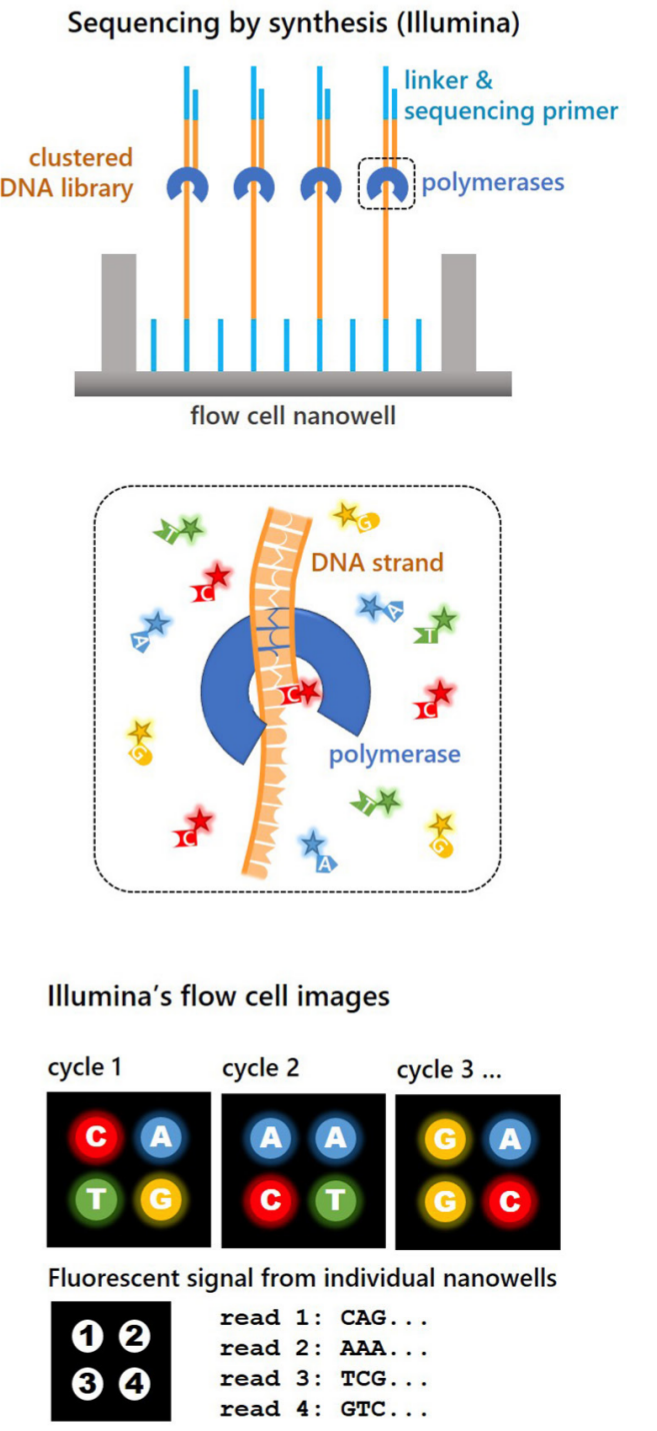 Sequencing by synthesis (Illumina)
linker &
sequencing primer
clustered
DNA library
polymerases
flow cell nanowell
T
G
DNA strand
C
A
A
T
C
C
G
polymerase
T
C
G
A
Illumina’s flow cell images
cycle 1
cycle 2
cycle 3 ...
C A
T G
A A
C T
G A
G C
Fluorescent signal from individual nanowells
1 2
3 4
read 1: CAG...
read 2: AAA...
read 3: TCG...
read 4: GTC...